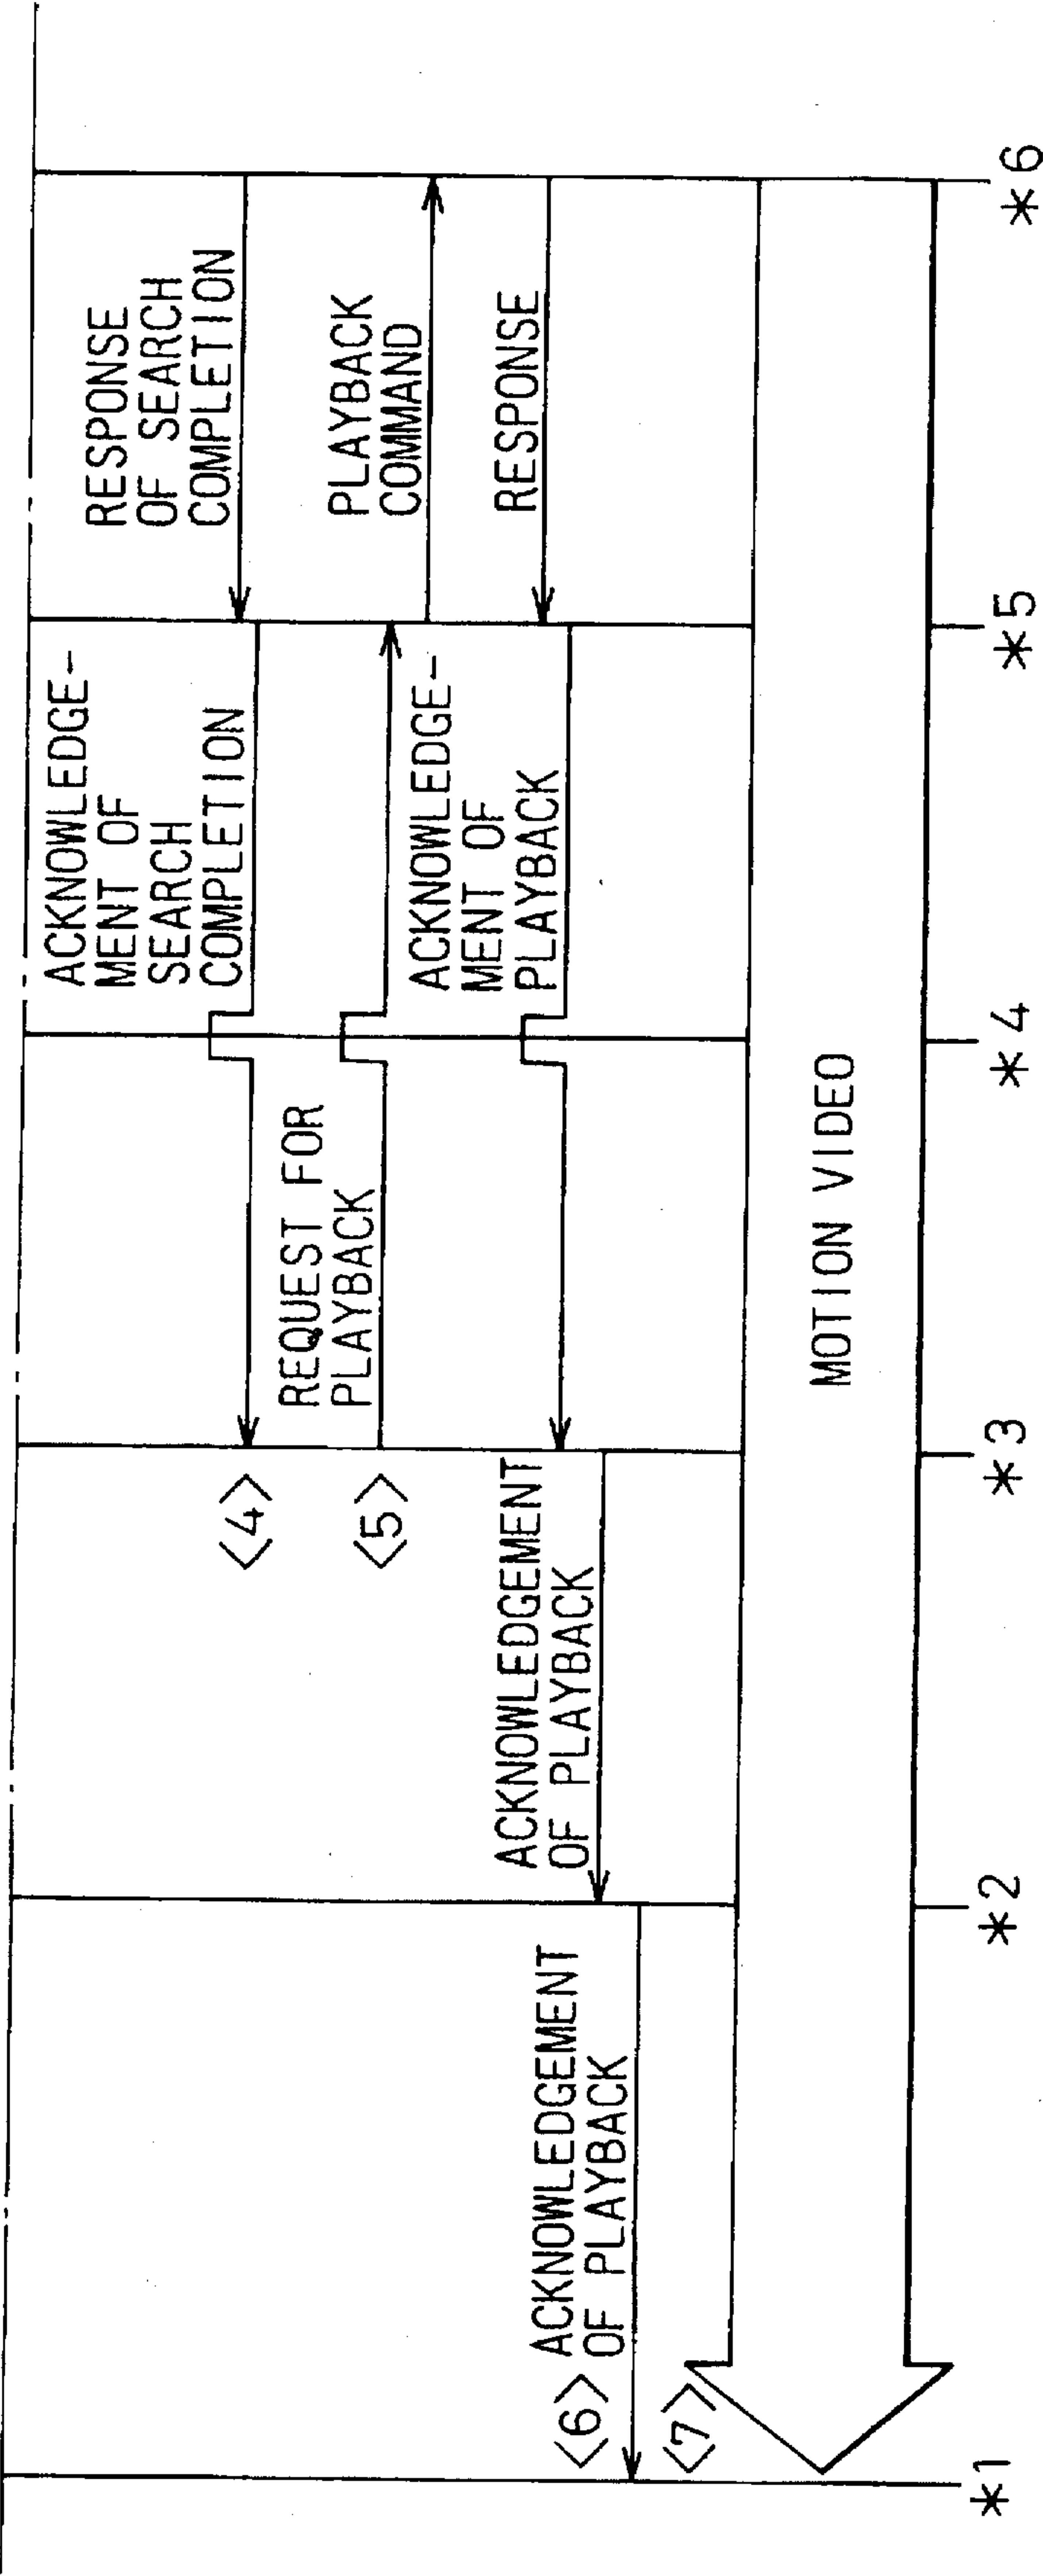 RESPONSE
OF SEARCH
COMPLETION
PLAYBACK
COMMAND
RESPONSE
ACKNOWLEDGE-
MENT OF
SEARCH
COMPLETION
ACKNOWLEDGE-
MENT OF
PLAYBACK
REQUEST FOR
PLAYBACK
<4>
<5>
ACKNOWLEDGEMENT
OF PLAYBACK
<6>
ACKNOWLEDGEMENT
OF PLAYBACK
<7>
MOTION VIDEO
*1
*2
*3
*4
*5
*6